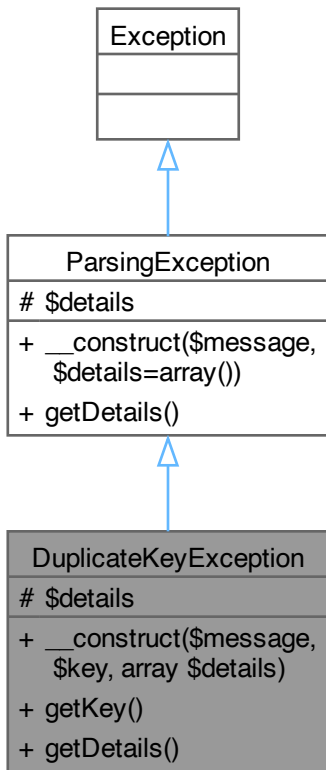 Exception
ParsingException
# $details
+ __construct($message,
$details=array())
+ getDetails()
DuplicateKeyException
# $details
+ __construct($message,
$key, array $details)
+ getKey()
+ getDetails()